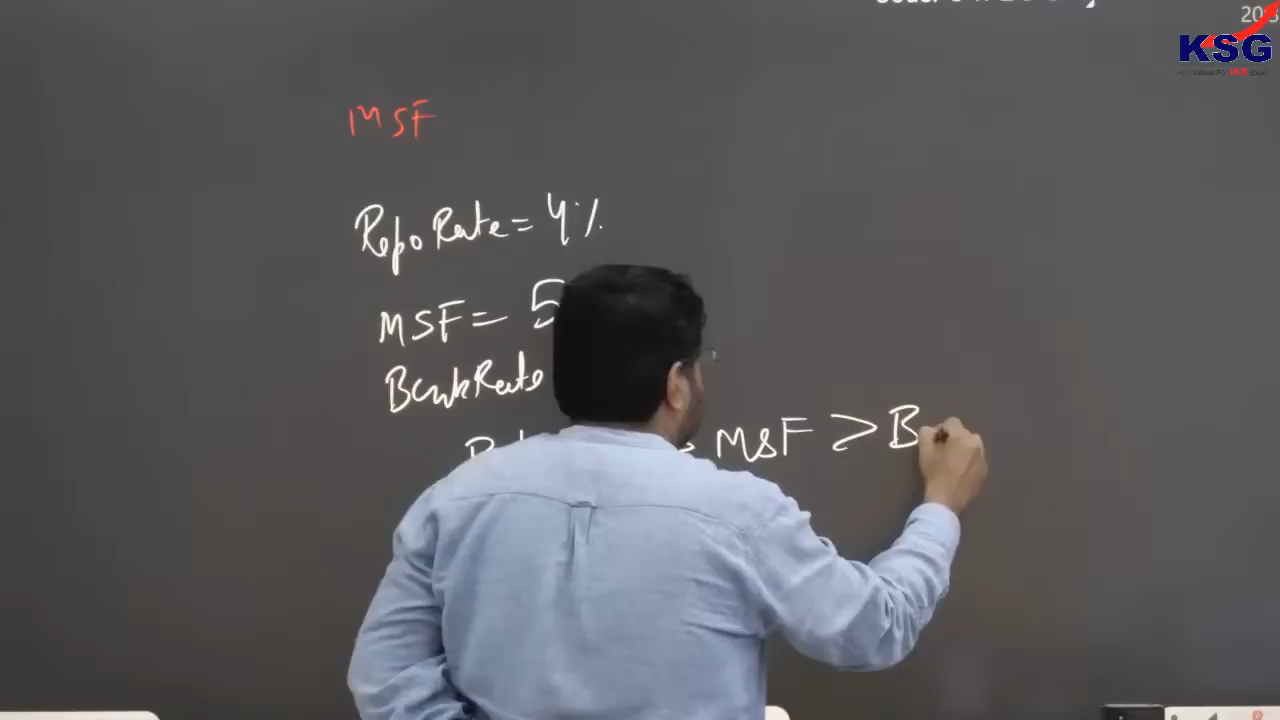 KSG
MSF
Repo Rate = 4%
MSF = 5
Bank Rate
MSF > B